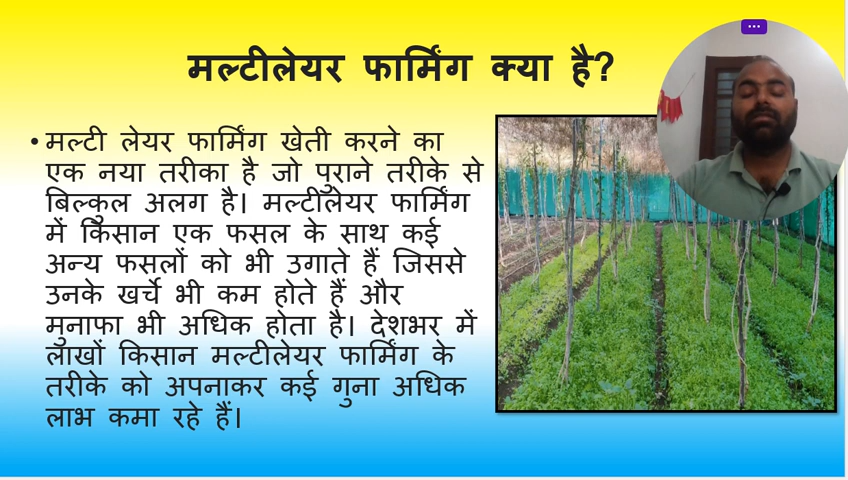 मल्टीलेयर फार्मिंग क्या है?
• मल्टी लेयर फार्मिंग खेती करने का
एक नया तरीका है जो पुराने तरीके से
बिल्कुल अलग है। मल्टीलेयर फार्मिंग
में किसान एक फसल के साथ कई
अन्य फसलों को भी उगाते हैं जिससे
उनके खर्चे भी कम होते हैं और
मुनाफा भी अधिक होता है। देशभर में
लाखों किसान मल्टीलेयर फार्मिंग के
तरीके को अपनाकर कई गुना अधिक
लाभ कमा रहे हैं।